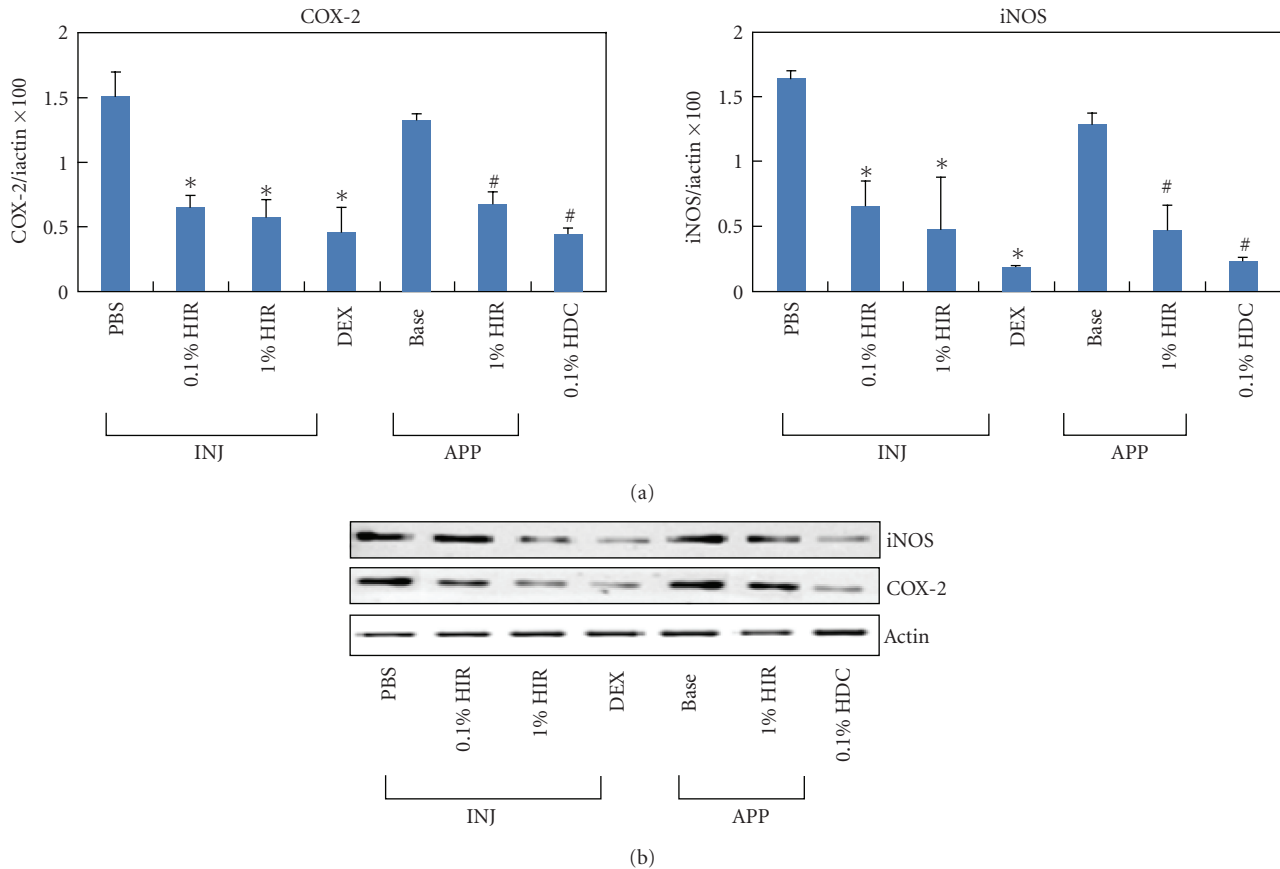 COX-2
COX-2/iactin ×100
2
1.5
1
0.5
0
PBS
0.1% HIR
1% HIR
DEX
Base
1% HIR
0.1% HDC
* * * # #
INJ
APP
iNOS
iNOS/iactin ×100
2
1.5
1
0.5
0
PBS
0.1% HIR
1% HIR
DEX
Base
1% HIR
0.1% HDC
* * * # #
INJ
APP
(a)
iNOS
COX-2
Actin
PBS
0.1% HIR
1% HIR
DEX
Base
1% HIR
0.1% HDC
INJ
APP
(b)